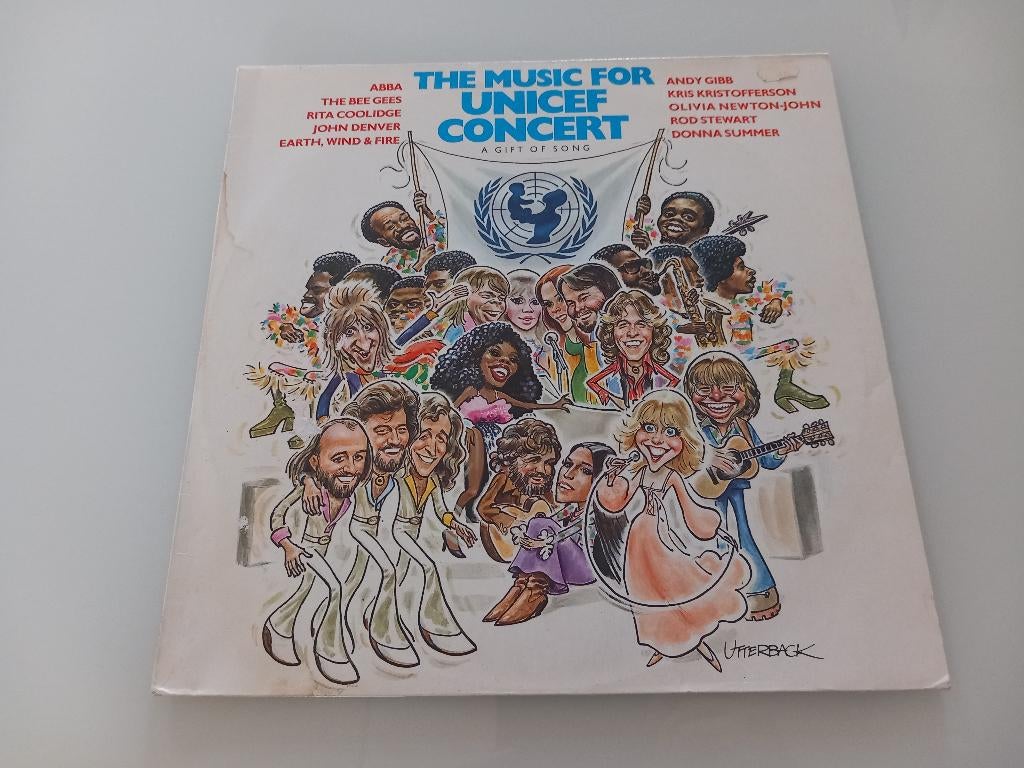 THE MUSIC FOR
UNICEF
CONCERT
A GIFT OF SONG
ABBA
THE BEE GEES
RITA COOLIDGE
JOHN DENVER
EARTH, WIND & FIRE
ANDY GIBB
KRIS KRISTOFFERSON
OLIVIA NEWTON-JOHN
ROD STEWART
DONNA SUMMER
UTTERBACK